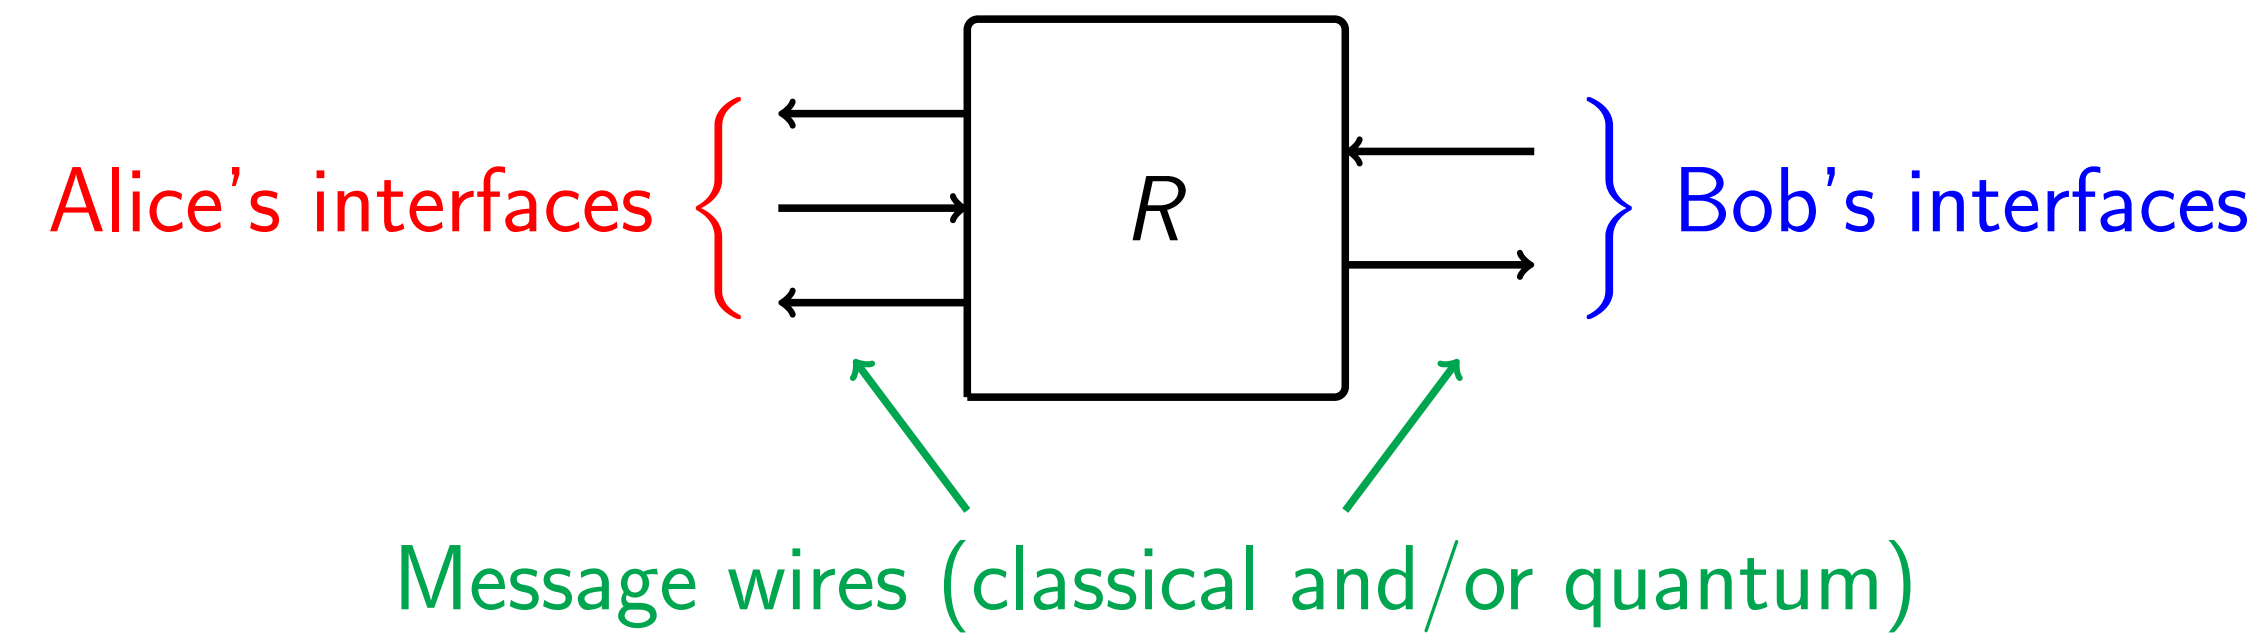 Alice's interfaces
R
Bob's interfaces
Message wires (classical and/or quantum)